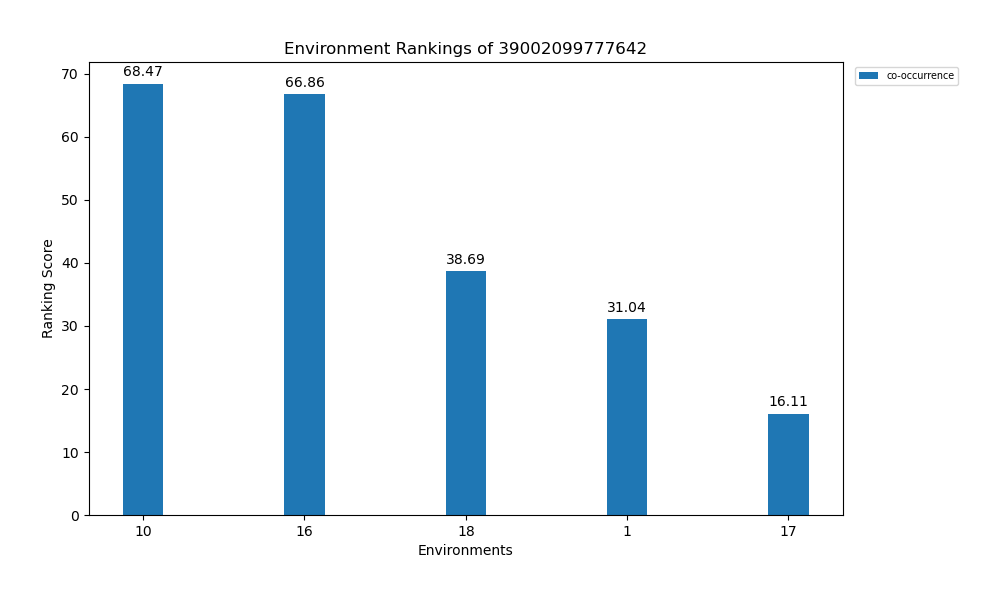 Environment Rankings of 39002099777642
co-occurrence
Ranking Score
70
60
50
40
30
20
10
0
68.47
66.86
38.69
31.04
16.11
10 16 18 1 17
Environments